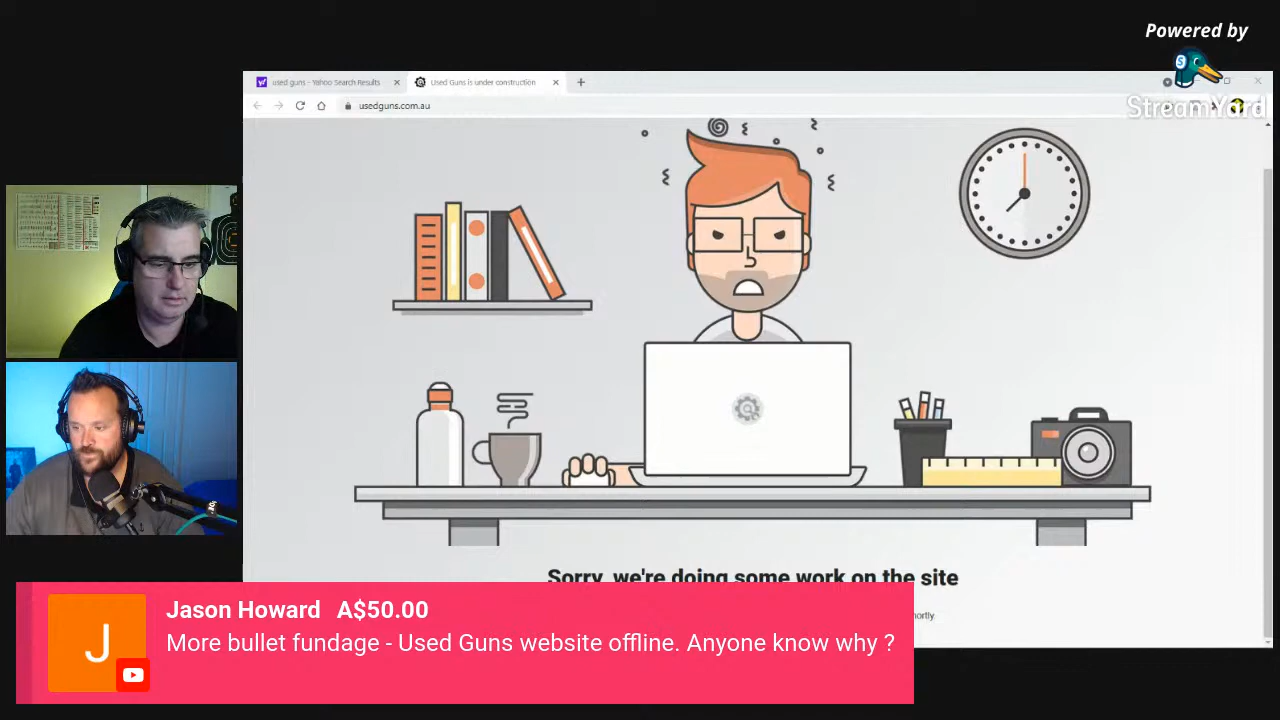 Powered by
StreamYard
used guns - Yahoo Search Results
Used Guns is under construction
usedguns.com.au
Sorry, we're doing some work on the site
shortly
Jason Howard A$50.00
More bullet fundage - Used Guns website offline. Anyone know why ?
J